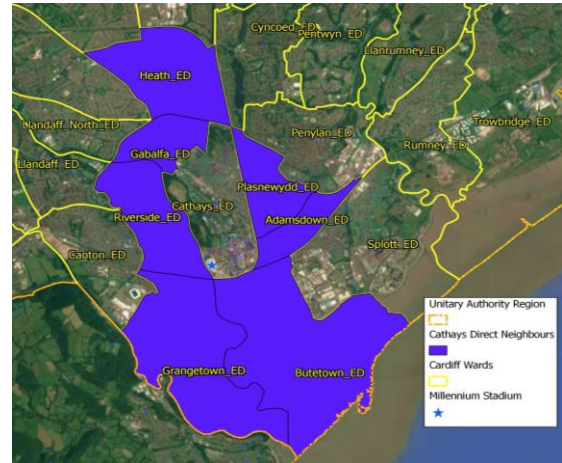 Cyncoed_ED
Pentwyn_ED
Llanrumney_ED
Heath_ED
Trowbridge_ED
Llandaff_North_ED
Penylan_ED
Rumney_ED
Gabalfa_ED
Llandaff_ED
Plasnewydd_ED
Cathays_ED
Riverside_ED
Adamsdown_ED
Canton_ED
Splott_ED
Unitary Authority Region
Cathays Direct Neighbours
Cardiff Wards
Millennium Stadium
Grangetown_ED
Butetown_ED